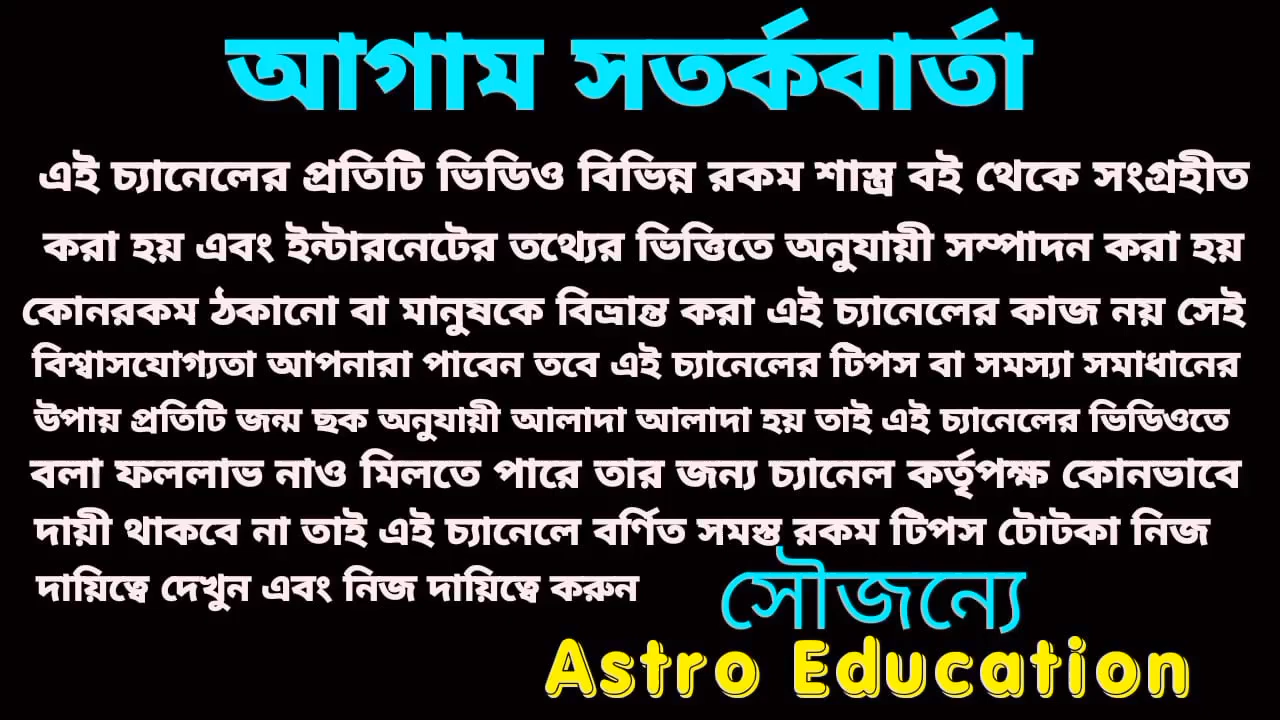 আগাম সতর্কবার্তা
এই চ্যানেলের প্রতিটি ভিডিও বিভিন্ন রকম শাস্ত্র বই থেকে সংগ্রহীত
করা হয় এবং ইন্টারনেটের তথ্যের ভিত্তিতে অনুযায়ী সম্পাদন করা হয়
কোনরকম ঠকানো বা মানুষকে বিভ্রান্ত করা এই চ্যানেলের কাজ নয় সেই
বিশ্বাসযোগ্যতা আপনারা পাবেন তবে এই চ্যানেলের টিপস বা সমস্যা সমাধানের
উপায় প্রতিটি জন্ম ছক অনুযায়ী আলাদা আলাদা হয় তাই এই চ্যানেলের ভিডিওতে
বলা ফললাভ নাও মিলতে পারে তার জন্য চ্যানেল কর্তৃপক্ষ কোনভাবে
দায়ী থাকবে না তাই এই চ্যানেলে বর্ণিত সমস্ত রকম টিপস টোটকা নিজ
দায়িত্বে দেখুন এবং নিজ দায়িত্বে করুন
সৌজন্যে
Astro Education